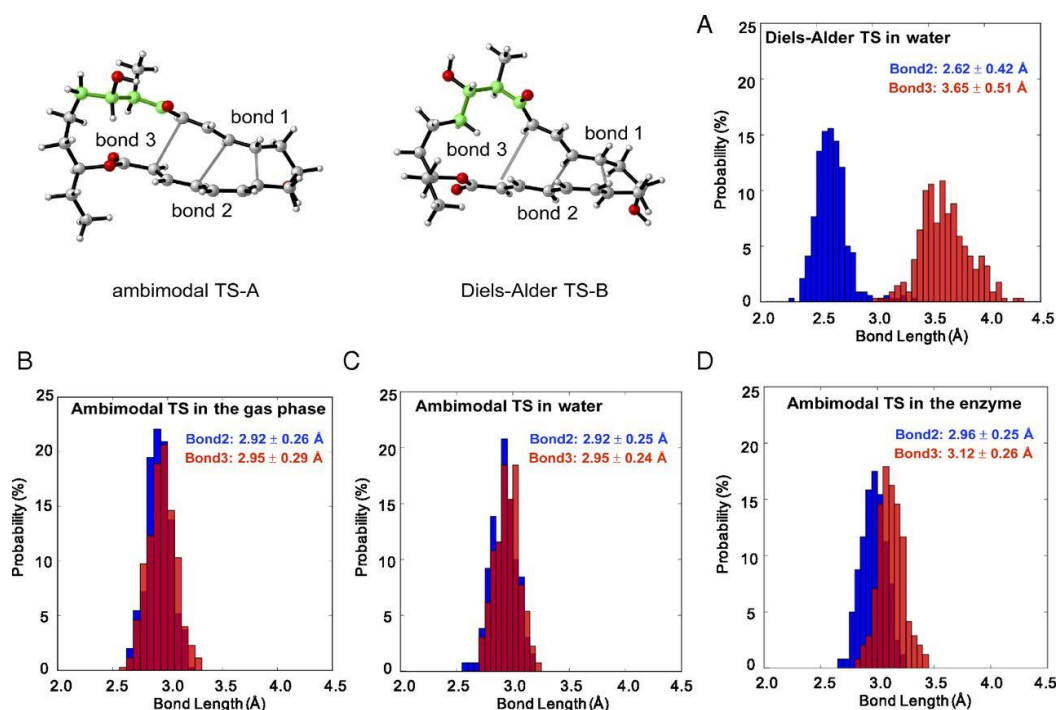 bond 1
bond 3
bond 2
ambimodal TS-A
bond 1
bond 3
bond 2
Diels-Alder TS-B
A
Diels-Alder TS in water
Bond2: 2.62 ± 0.42 Å
Bond3: 3.65 ± 0.51 Å
Probability (%)
25
20
15
10
5
0
2.0 2.5 3.0 3.5 4.0 4.5
Bond Length (Å)
B
Ambimodal TS in the gas phase
Bond2: 2.92 ± 0.26 Å
Bond3: 2.95 ± 0.29 Å
Probability (%)
25
20
15
10
5
0
2.0 2.5 3.0 3.5 4.0 4.5
Bond Length (Å)
C
Ambimodal TS in water
Bond2: 2.92 ± 0.25 Å
Bond3: 2.95 ± 0.24 Å
Probability (%)
25
20
15
10
5
0
2.0 2.5 3.0 3.5 4.0 4.5
Bond Length (Å)
D
Ambimodal TS in the enzyme
Bond2: 2.96 ± 0.25 Å
Bond3: 3.12 ± 0.26 Å
Probability (%)
25
20
15
10
5
0
2.0 2.5 3.0 3.5 4.0 4.5
Bond Length (Å)